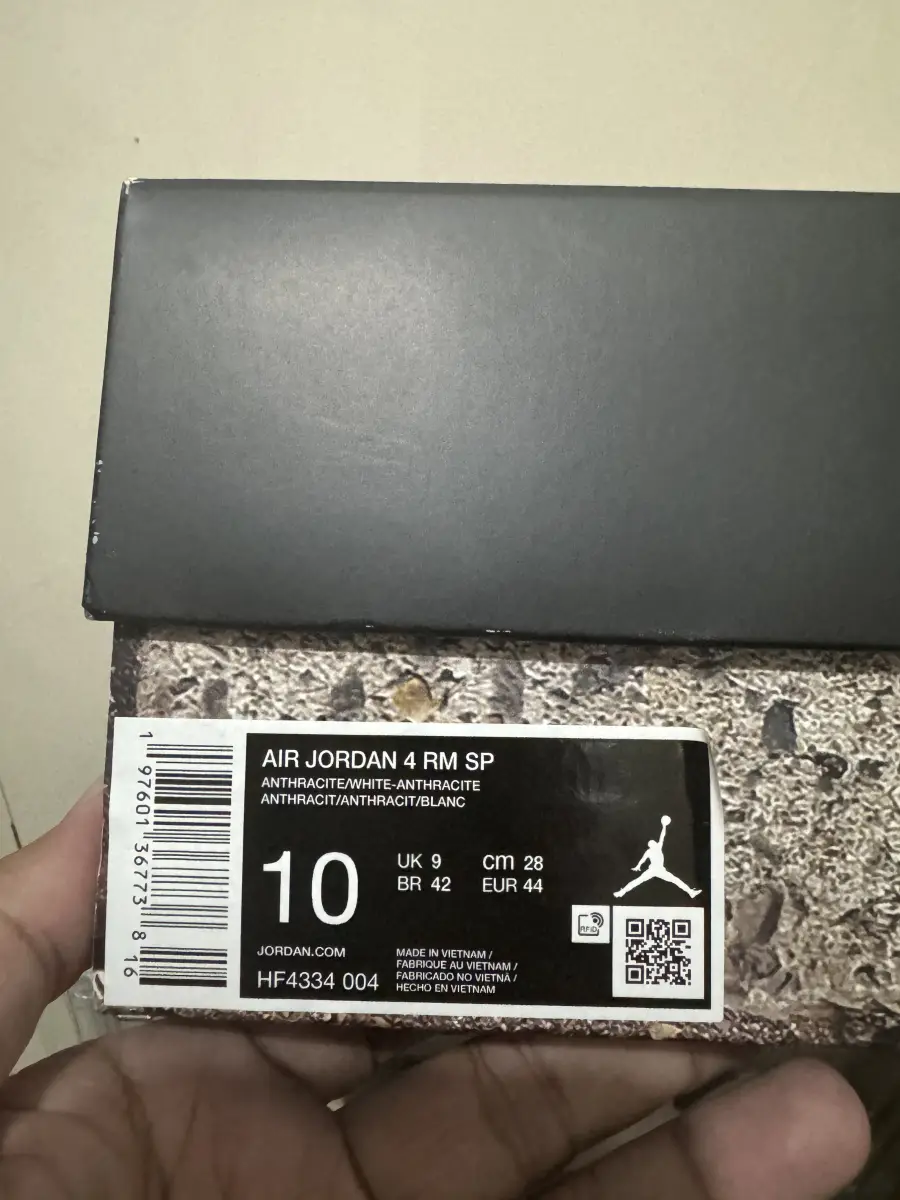 AIR JORDAN 4 RM SP
ANTHRACITE/WHITE-ANTHRACITE
ANTHRACIT/ANTHRACIT/BLANC
10
UK 9
cm 28
BR 42
EUR 44
RFID
JORDAN.COM
HF4334 004
MADE IN VIETNAM /
FABRIQUE AU VIETNAM /
FABRICADO NO VIETNÃ /
HECHO EN VIETNAM
1 97601 36773 8 16